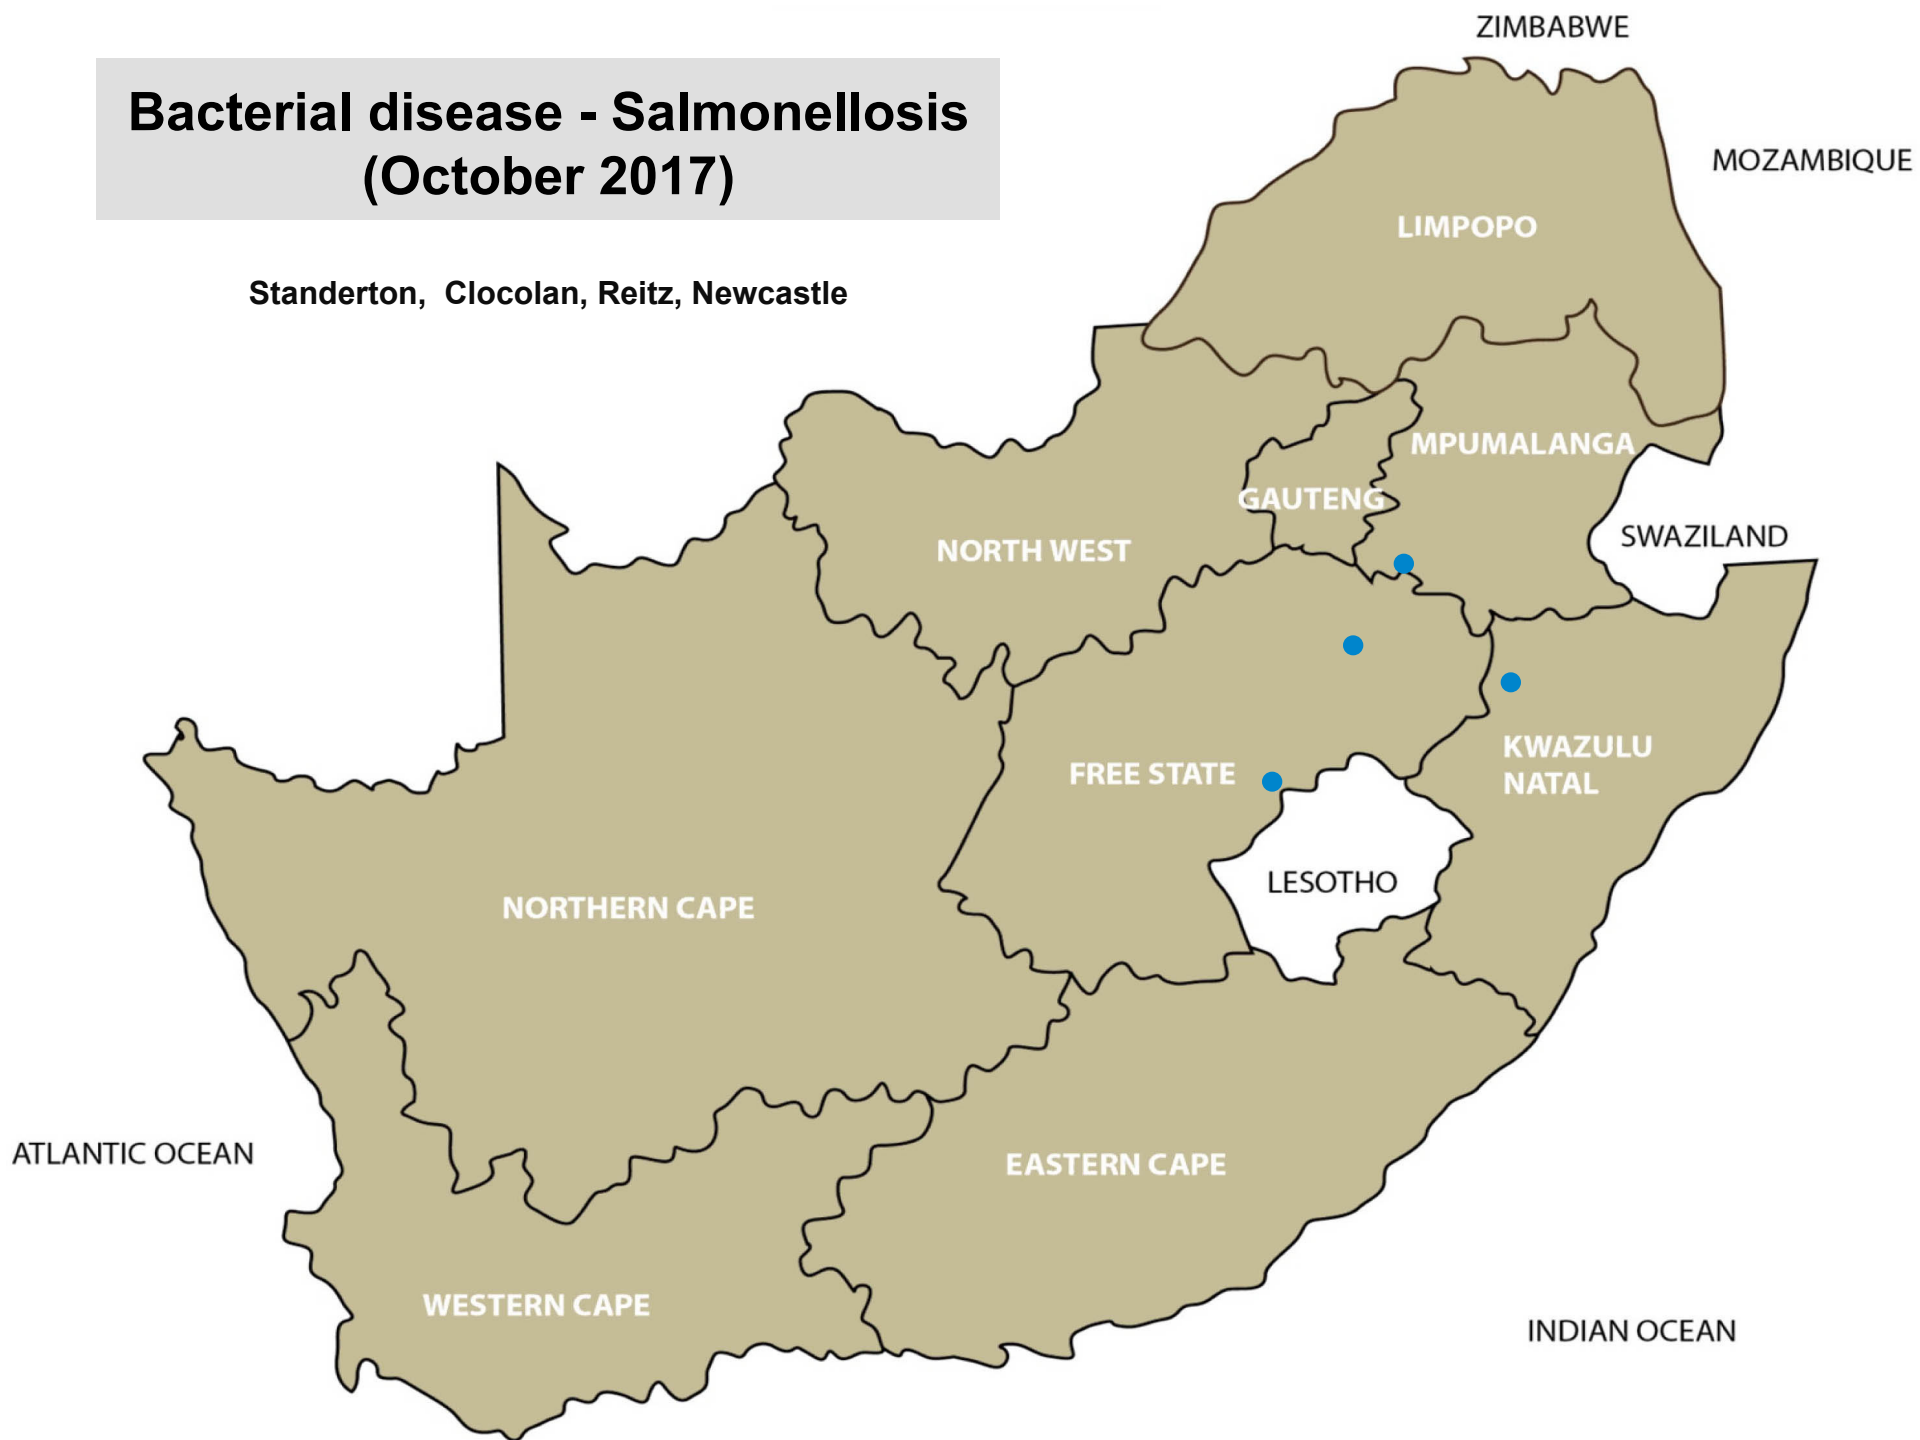 ZIMBABWE
Bacterial disease - Salmonellosis
(October 2017)
MOZAMBIQUE
LIMPOPO
Standerton, Clocolan, Reitz, Newcastle
MPUMALANGA
GAUTENG
SWAZILAND
NORTH WEST
KWAZULU
NATAL
FREE STATE
LESOTHO
NORTHERN CAPE
ATLANTIC OCEAN
EASTERN CAPE
WESTERN CAPE
INDIAN OCEAN